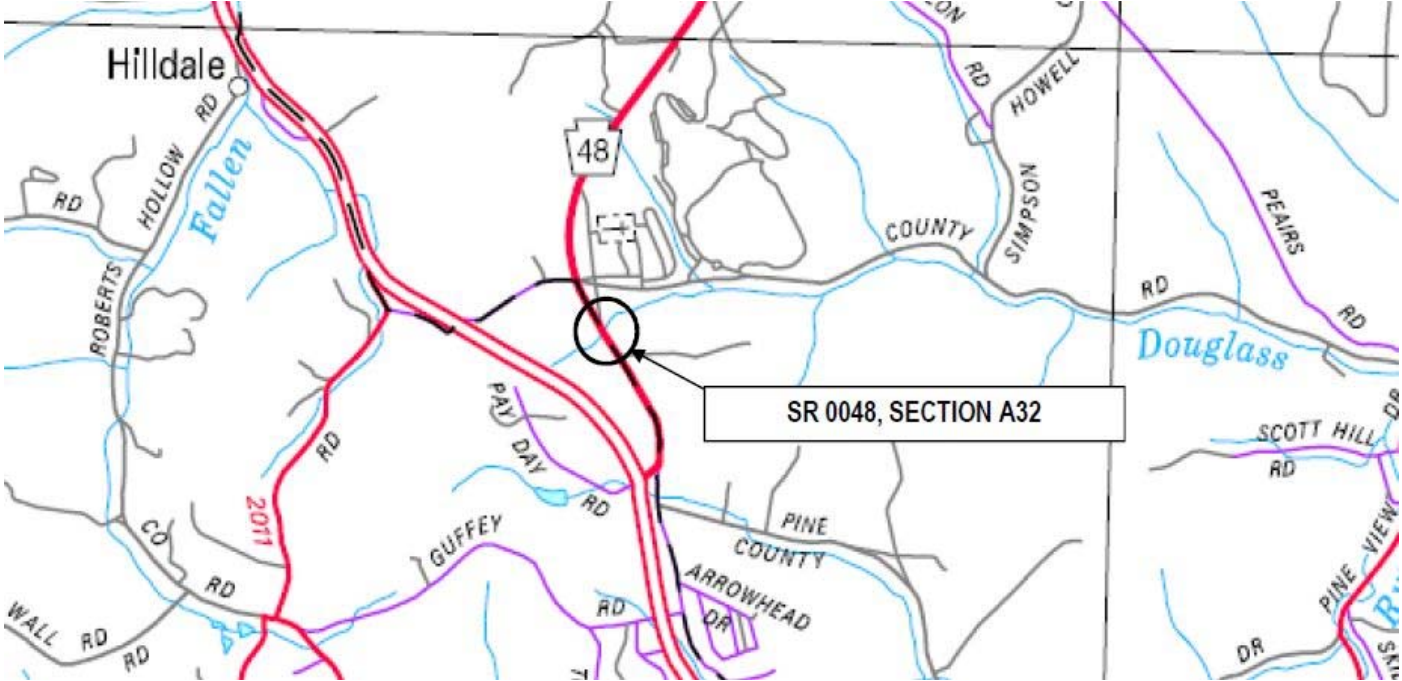 Hilldale
RD
HOLLOW
Fallen
RD
ROBERTS
48
RD
HOWELL
SIMPSON
COUNTY
PEAIRS
RD
RD
Douglass
SR 0048, SECTION A32
PAY
DAY
RD
RD
2011
CO
RD
GUFFEY
PINE
COUNTY
SCOTT HILL
RD
DR
PINE VIEW
ARROWHEAD
DR
RD
WALL
RD
RD
DR